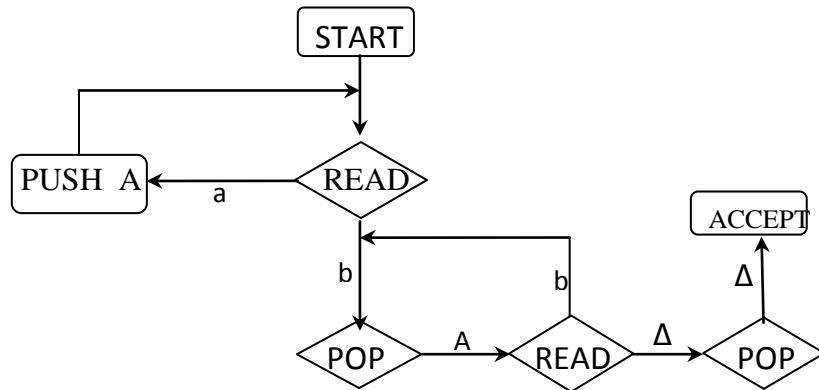 START
PUSH A
a
READ
ACCEPT
b
b
Δ
POP
A
READ
Δ
POP